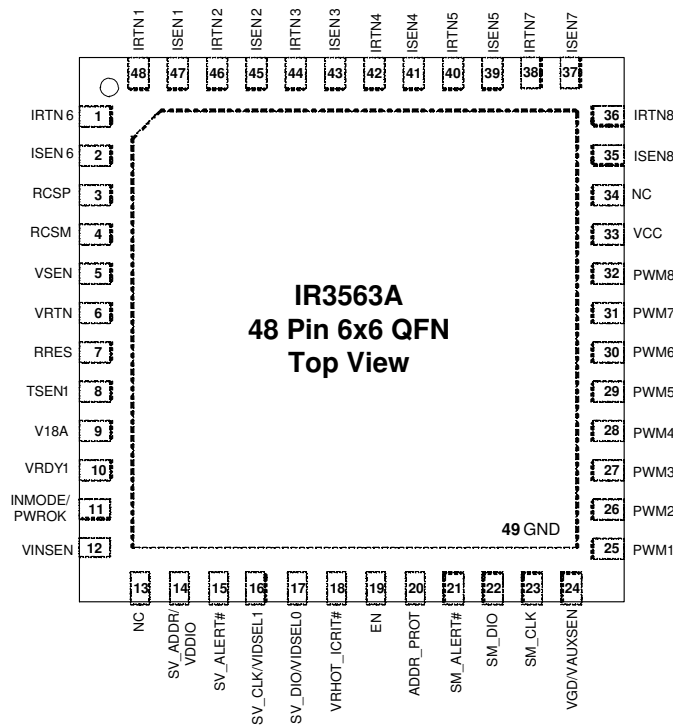 IRTN1
ISEN1
IRTN2
ISEN2
IRTN3
ISEN3
IRTN4
ISEN4
IRTN5
ISEN5
IRTN7
ISEN7
48 47 46 45 44 43 42 41 40 39 38 37
IRTN6 1
ISEN6 2
RCSP 3
RCSM 4
VSEN 5
VRTN 6
RRES 7
TSEN1 8
V18A 9
VRDY1 10
INMODE/
PWROK 11
VINSEN 12
IR3563A
48 Pin 6x6 QFN
Top View
49 GND
36 IRTN8
35 ISEN8
34 NC
33 VCC
32 PWM8
31 PWM7
30 PWM6
29 PWM5
28 PWM4
27 PWM3
26 PWM2
25 PWM1
13 14 15 16 17 18 19 20 21 22 23 24
NC
SV_ADDR/
VDDIO
SV_ALERT#
SV_CLK/VIDSEL1
SV_DIO/VIDSEL0
VRHOT_ICRIT#
EN
ADDR_PROT
SM_ALERT#
SM_DIO
SM_CLK
VGD/VAUXSEN